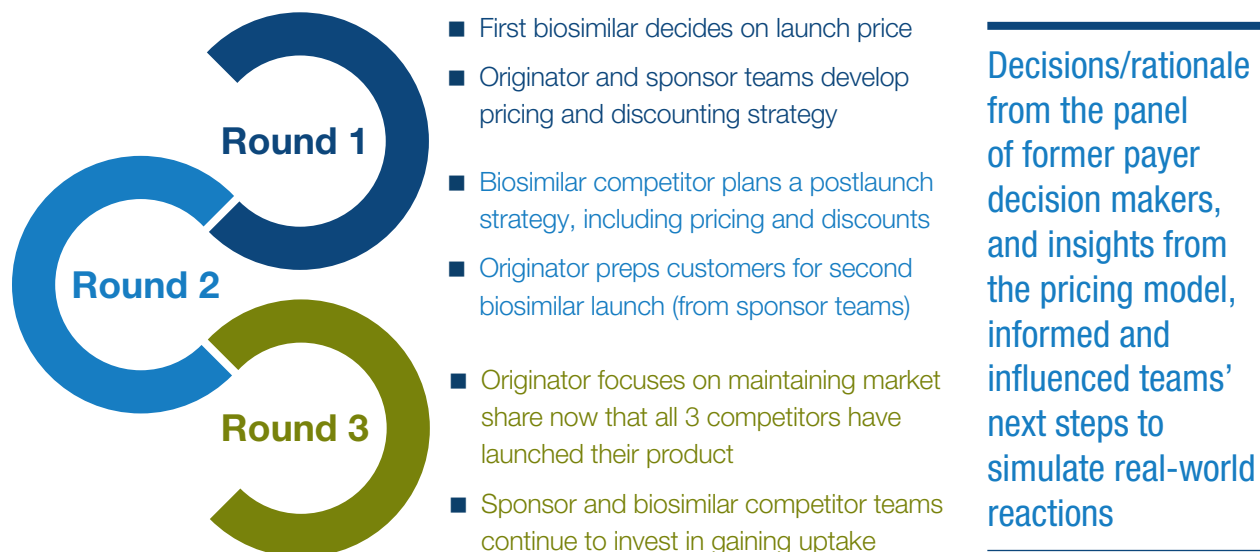 Round 1
■ First biosimilar decides on launch price
■ Originator and sponsor teams develop
pricing and discounting strategy
Round 2
■ Biosimilar competitor plans a postlaunch
strategy, including pricing and discounts
■ Originator preps customers for second
biosimilar launch (from sponsor teams)
Round 3
■ Originator focuses on maintaining market
share now that all 3 competitors have
launched their product
■ Sponsor and biosimilar competitor teams
continue to invest in gaining uptake
Decisions/rationale
from the panel
of former payer
decision makers,
and insights from
the pricing model,
informed and
influenced teams’
next steps to
simulate real-world
reactions